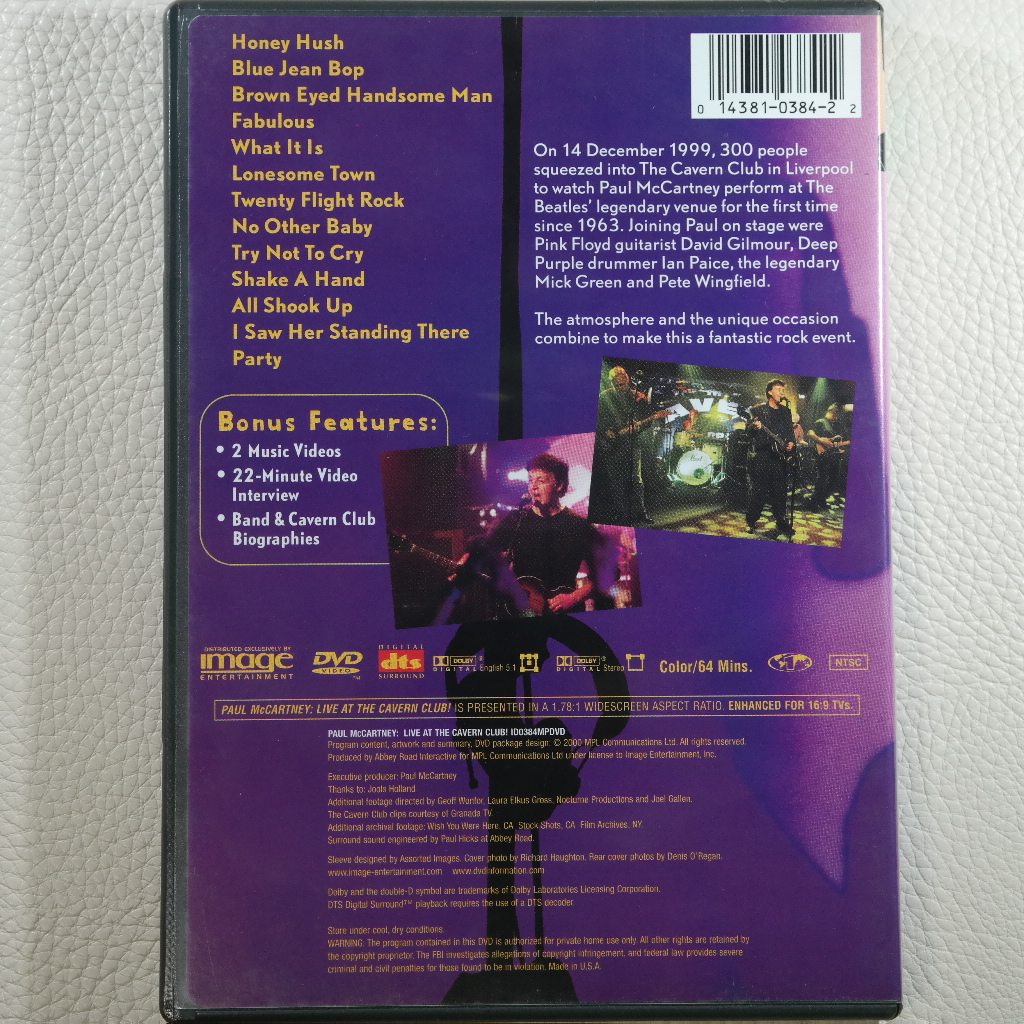 Honey Hush
Blue Jean Bop
Brown Eyed Handsome Man
Fabulous
What It Is
Lonesome Town
Twenty Flight Rock
No Other Baby
Try Not To Cry
Shake A Hand
All Shook Up
I Saw Her Standing There
Party
0 14381-0384-2 2
On 14 December 1999, 300 people
squeezed into The Cavern Club in Liverpool
to watch Paul McCartney perform at The
Beatles' legendary venue for the first time
since 1963. Joining Paul on stage were
Pink Floyd guitarist David Gilmour, Deep
Purple drummer Ian Paice, the legendary
Mick Green and Pete Wingfield.
The atmosphere and the unique occasion
combine to make this a fantastic rock event.
Bonus Features:
• 2 Music Videos
• 22-Minute Video
Interview
• Band & Cavern Club
Biographies
DISTRIBUTED EXCLUSIVELY BY
image
ENTERTAINMENT
DVD
VIDEO
TM
DIGITAL
dts
SURROUND
DOLBY
DIGITAL English 5.1
DOLBY
DIGITAL Stereo
Color/64 Mins.
NTSC
PAUL McCARTNEY: LIVE AT THE CAVERN CLUB! IS PRESENTED IN A 1.78:1 WIDESCREEN ASPECT RATIO. ENHANCED FOR 16:9 TVs.
PAUL McCARTNEY: LIVE AT THE CAVERN CLUB! ID0384MPDVD
Program content, artwork and summary, DVD package design: © 2000 MPL Communications Ltd. All rights reserved.
Produced by Abbey Road Interactive for MPL Communications Ltd under license to Image Entertainment, Inc.
Executive producer: Paul McCartney
Thanks to: Jools Holland
Additional footage directed by Geoff Wonfor, Laura Elkus Gross, Nocturne Productions and Joel Gallen.
The Cavern Club clips courtesy of Granada TV.
Additional archival footage: Wish You Were Here, CA Stock Shots, CA Film Archives, NY.
Surround sound engineered by Paul Hicks at Abbey Road.
Sleeve designed by Assorted Images. Cover photo by Richard Haughton. Rear cover photos by Denis O'Regan.
www.image-entertainment.com www.dvdinformation.com
Dolby and the double-D symbol are trademarks of Dolby Laboratories Licensing Corporation.
DTS Digital Surround™ playback requires the use of a DTS decoder
Store under cool, dry conditions.
WARNING: The program contained in this DVD is authorized for private home use only. All other rights are retained by
the copyright proprietor. The FBI investigates allegations of copyright infringement, and federal law provides severe
criminal and civil penalties for those found to be in violation. Made in U.S.A.